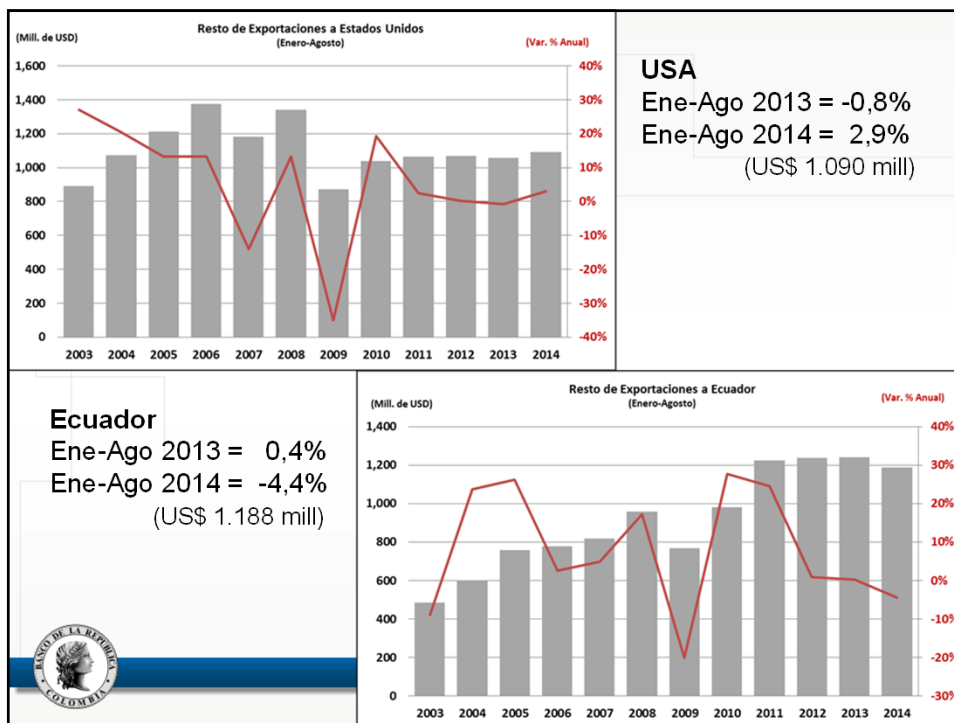 Resto de Exportaciones a Estados Unidos
(Mill. de USD) (Enero-Agosto) (Var. % Anual)
1,600 40%
1,400 30%
1,200 20%
1,000 10%
800 0%
600 -10%
400 -20%
200 -30%
0 -40%
2003 2004 2005 2006 2007 2008 2009 2010 2011 2012 2013 2014
USA
Ene-Ago 2013 = -0,8%
Ene-Ago 2014 = 2,9%
(US$ 1.090 mill)
Ecuador
Ene-Ago 2013 = 0,4%
Ene-Ago 2014 = -4,4%
(US$ 1.188 mill)
Resto de Exportaciones a Ecuador
(Mill. de USD) (Enero-Agosto) (Var. % Anual)
1,400 40%
1,200 30%
1,000 20%
800 10%
600 0%
400 -10%
200 -20%
0 -30%
2003 2004 2005 2006 2007 2008 2009 2010 2011 2012 2013 2014
BANCO DE LA REPÚBLICA
COLOMBIA